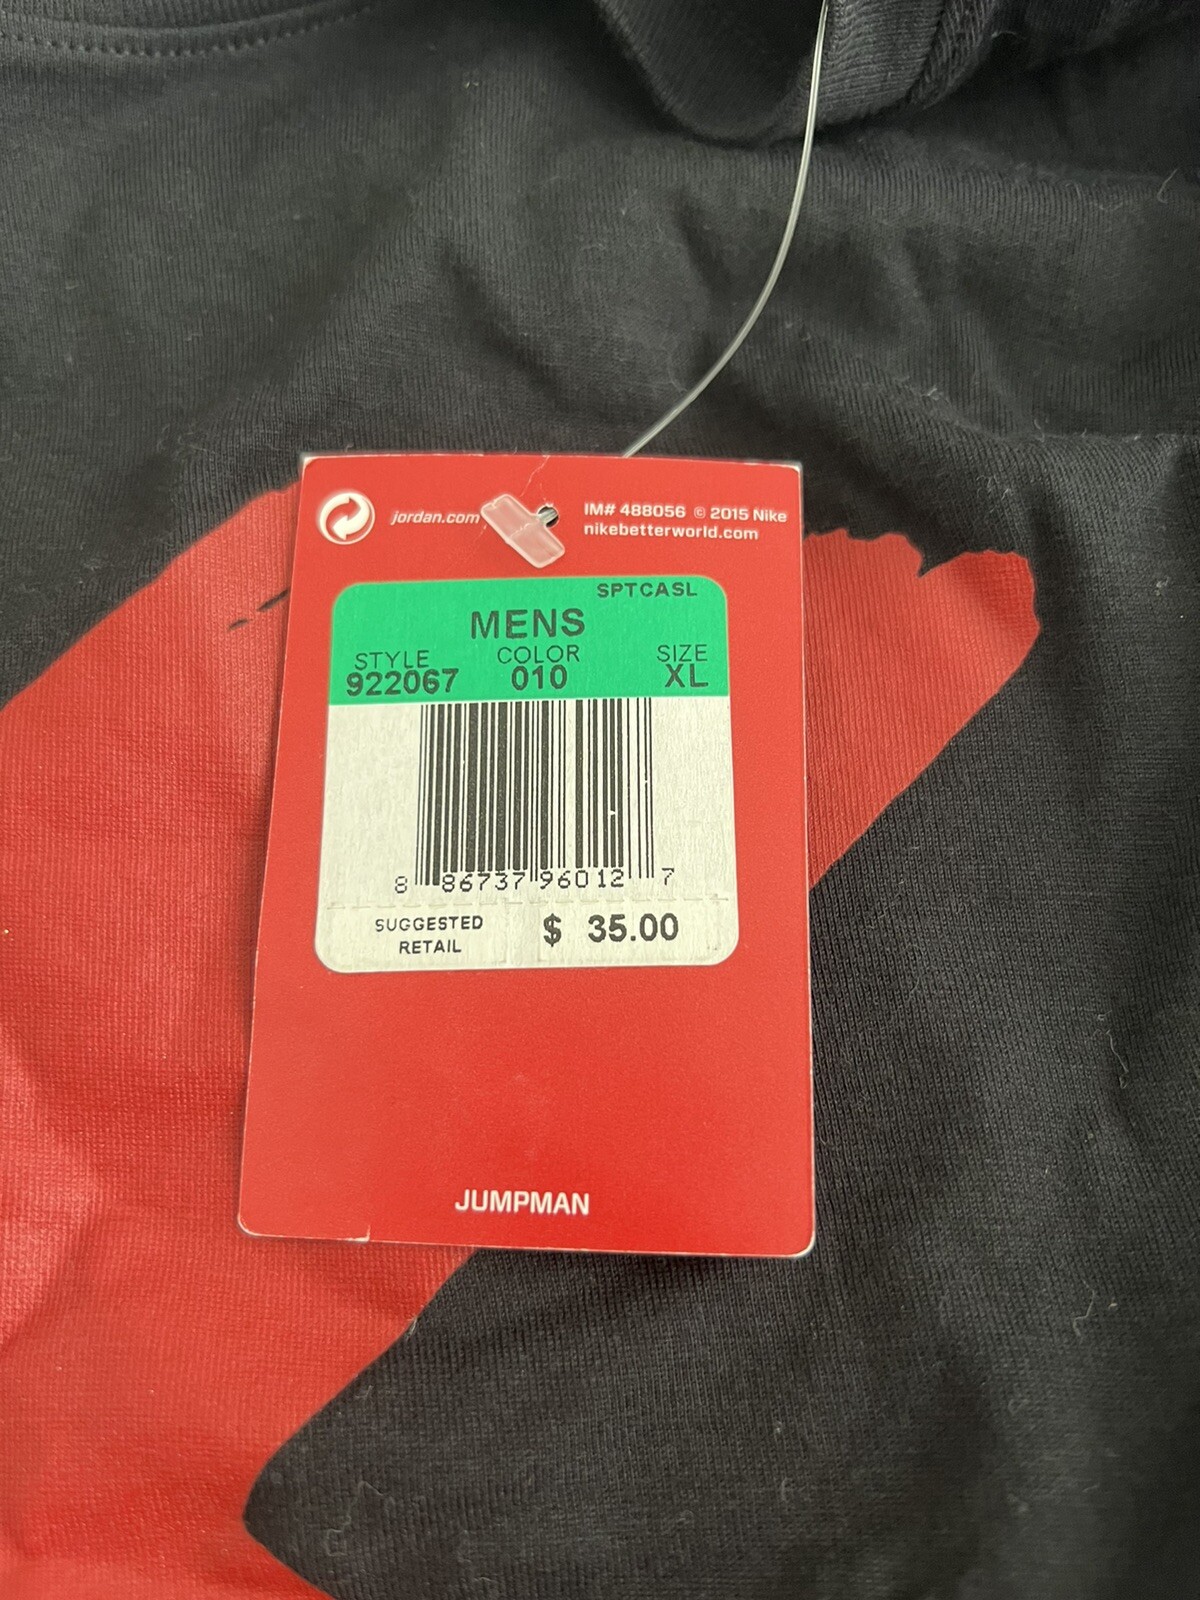 jordan.com
IM# 488056 © 2015 Nike
nikebetterworld.com
SPTCASL
MENS
STYLE COLOR SIZE
922067 010 XL
8 86737 96012 7
SUGGESTED
RETAIL
$ 35.00
JUMPMAN